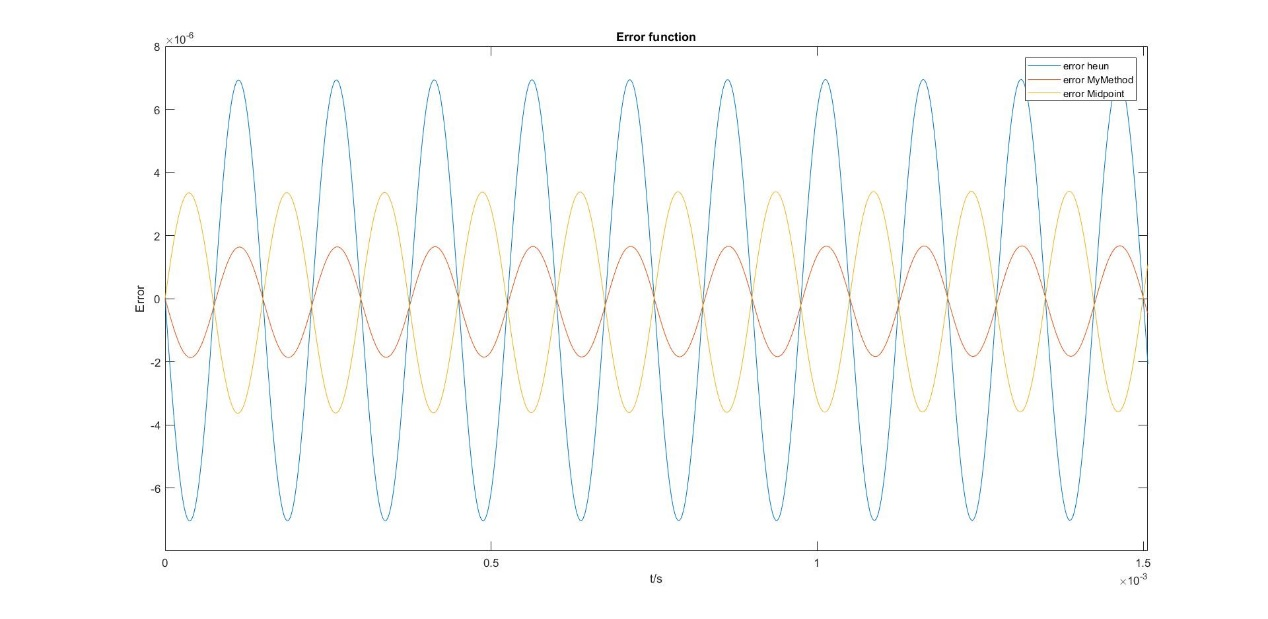 Error function
×10⁻⁶
8
6
4
2
0
-2
-4
-6
Error
error heun
error MyMethod
error Midpoint
0
0.5
1
1.5
t/s
×10⁻³